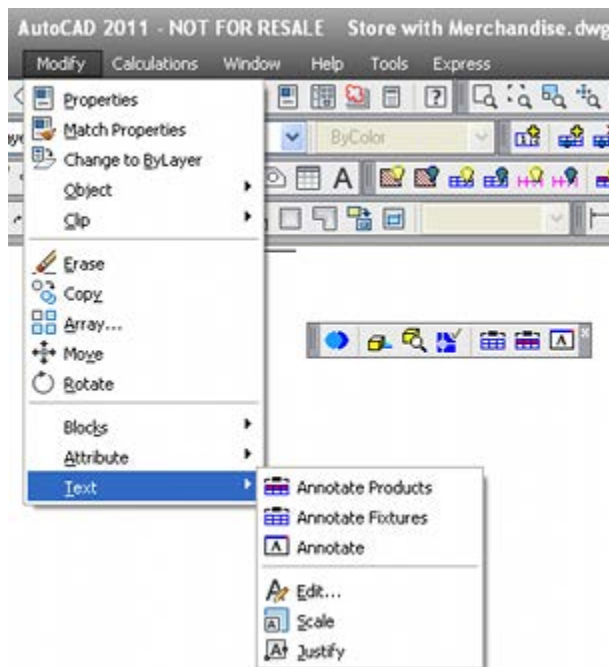 AutoCAD 2011 - NOT FOR RESALE Store with Merchandise.dwg
Modify Calculations Window Help Tools Express
Properties
Match Properties
ByColor
Change to ByLayer
Object
A
Clip
Erase
Copy
Array...
Move
Rotate
Blocks
Attribute
Text
Annotate Products
Annotate Fixtures
Annotate
Edit...
Scale
Justify